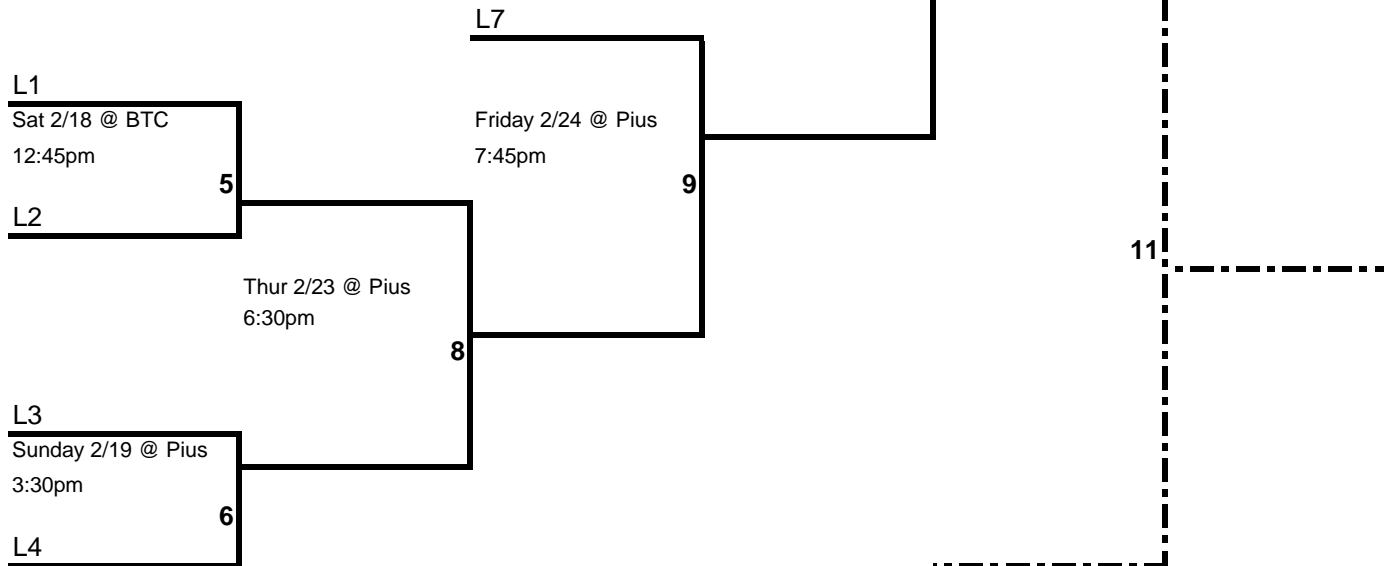 L7
L1
Sat 2/18 @ BTC
12:45pm
Friday 2/24 @ Pius
7:45pm
5
9
L2
11
Thur 2/23 @ Pius
6:30pm
8
L3
Sunday 2/19 @ Pius
3:30pm
6
L4